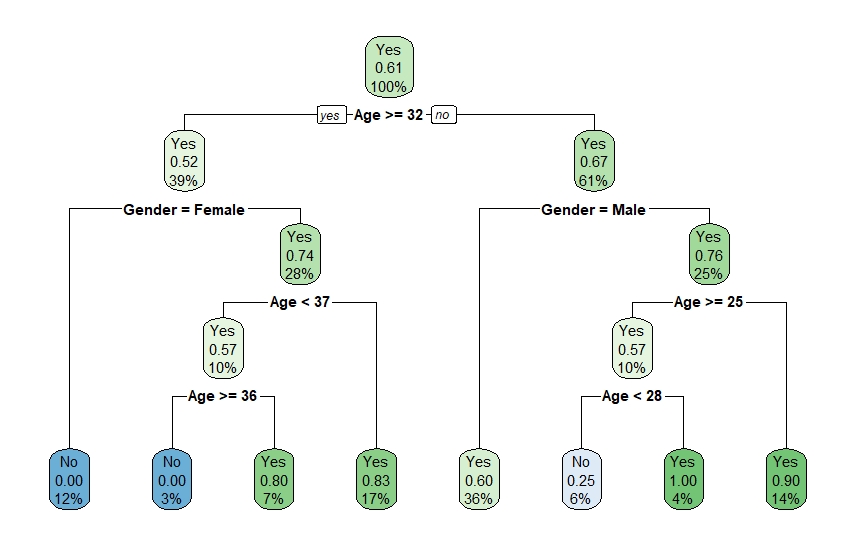 Yes
0.61
100%
yes Age >= 32 no
Yes
0.52
39%
Yes
0.67
61%
Gender = Female
Gender = Male
Yes
0.74
28%
Yes
0.76
25%
Age < 37
Age >= 25
Yes
0.57
10%
Yes
0.57
10%
Age >= 36
Age < 28
No
0.00
12%
No
0.00
3%
Yes
0.80
7%
Yes
0.83
17%
Yes
0.60
36%
No
0.25
6%
Yes
1.00
4%
Yes
0.90
14%